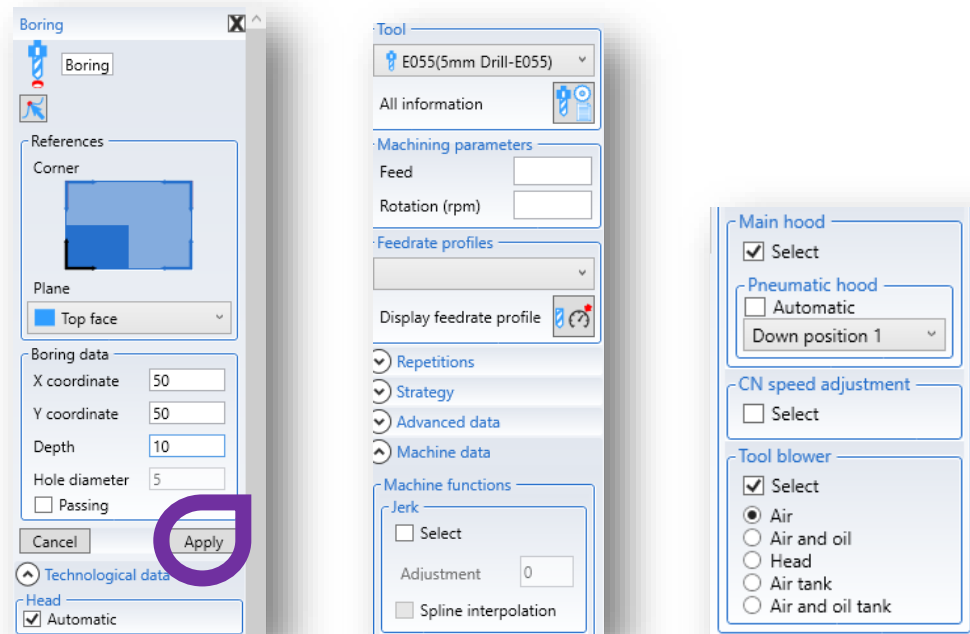 Boring
X
Boring
References
Corner
Plane
Top face
Boring data
X coordinate 50
Y coordinate 50
Depth 10
Hole diameter 5
Passing
Cancel Apply
Technological data
Head
Automatic
Tool
E055(5mm Drill-E055)
All information
Machining parameters
Feed
Rotation (rpm)
Feedrate profiles
Display feedrate profile
Repetitions
Strategy
Advanced data
Machine data
Machine functions
Jerk
Select
Adjustment 0
Spline interpolation
Main hood
Select
Pneumatic hood
Automatic
Down position 1
CN speed adjustment
Select
Tool blower
Select
Air
Air and oil
Head
Air tank
Air and oil tank